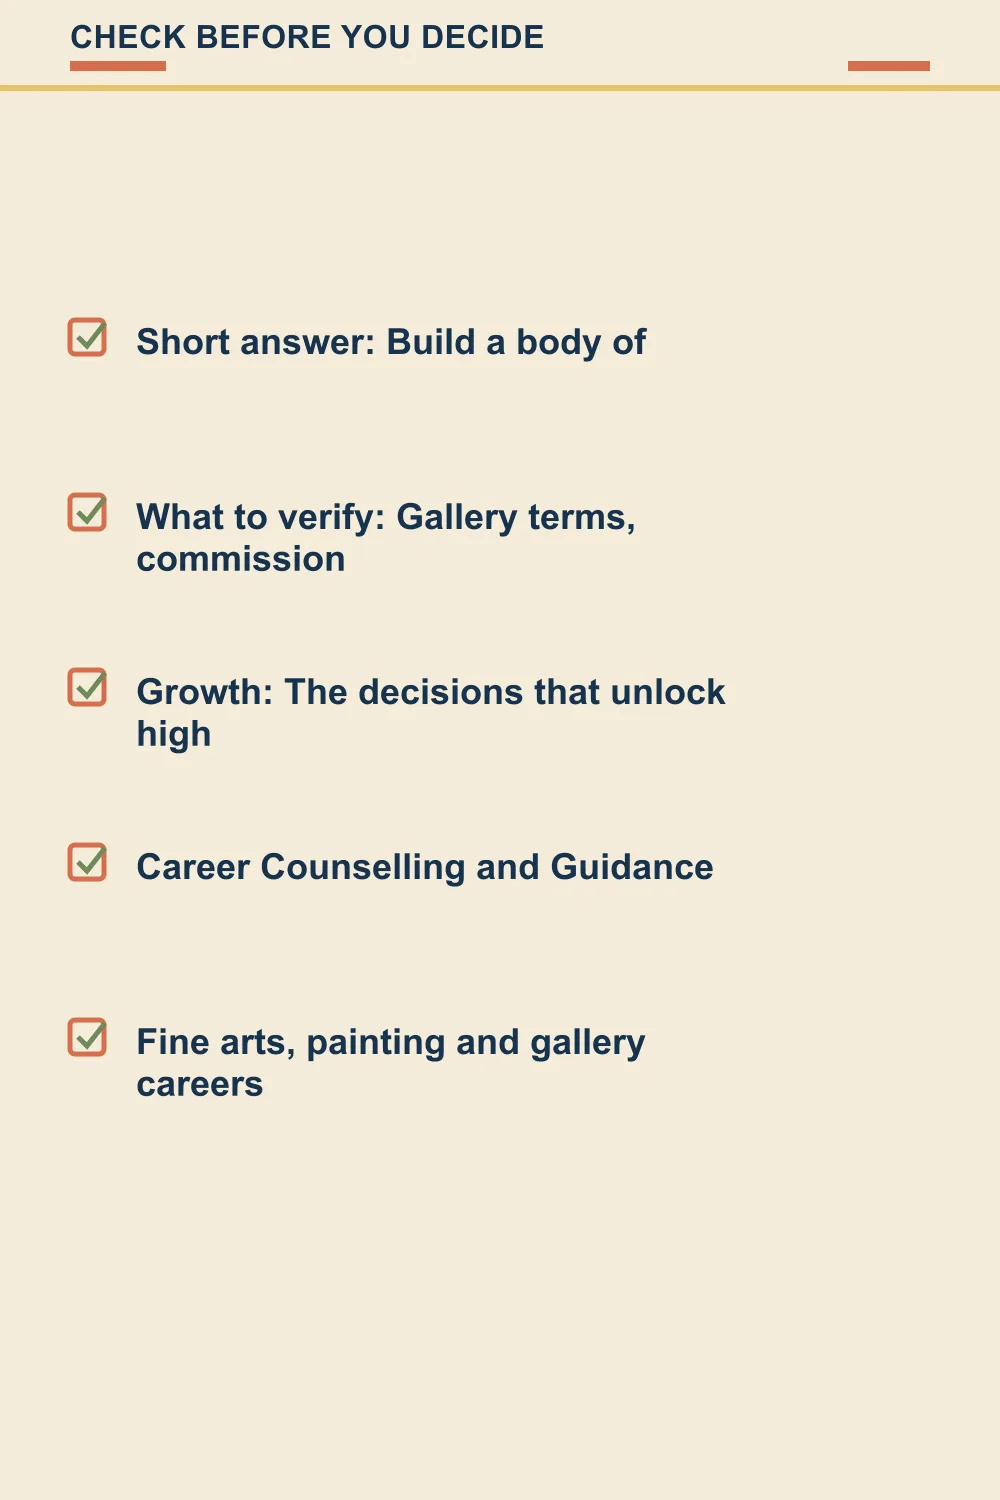 CHECK BEFORE YOU DECIDE
Short answer: Build a body of
What to verify: Gallery terms,
commission
Growth: The decisions that unlock
high
Career Counselling and Guidance
Fine arts, painting and gallery
careers